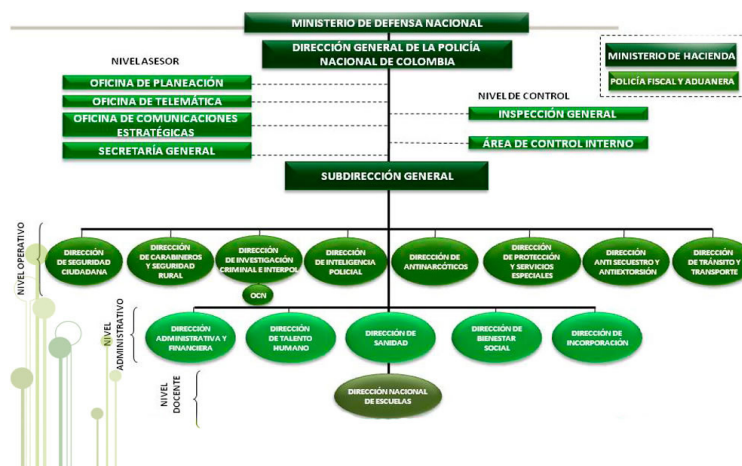 MINISTERIO DE DEFENSA NACIONAL
DIRECCIÓN GENERAL DE LA POLICÍA
NACIONAL DE COLOMBIA
MINISTERIO DE HACIENDA
POLICÍA FISCAL Y ADUANERA
NIVEL ASESOR
OFICINA DE PLANEACIÓN
OFICINA DE TELEMÁTICA
OFICINA DE COMUNICACIONES
ESTRATÉGICAS
SECRETARÍA GENERAL
NIVEL DE CONTROL
INSPECCIÓN GENERAL
ÁREA DE CONTROL INTERNO
SUBDIRECCIÓN GENERAL
NIVEL OPERATIVO
DIRECCIÓN
DE SEGURIDAD
CIUDADANA
DIRECCIÓN
DE CARABINEROS
Y SEGURIDAD
RURAL
DIRECCIÓN
DE INVESTIGACIÓN
CRIMINAL E INTERPOL
OCN
DIRECCIÓN
DE INTELIGENCIA
POLICIAL
DIRECCIÓN
DE ANTINARCÓTICOS
DIRECCIÓN
DE PROTECCIÓN
Y SERVICIOS
ESPECIALES
DIRECCIÓN
ANTI SECUESTRO Y
ANTIEXTORSIÓN
DIRECCIÓN
DE TRÁNSITO Y
TRANSPORTE
NIVEL
ADMINISTRATIVO
DIRECCIÓN
ADMINISTRATIVA Y
FINANCIERA
DIRECCIÓN
DE TALENTO
HUMANO
DIRECCIÓN DE
SANIDAD
DIRECCIÓN
DE BIENESTAR
SOCIAL
DIRECCIÓN DE
INCORPORACIÓN
NIVEL
DOCENTE
DIRECCIÓN NACIONAL
DE ESCUELAS